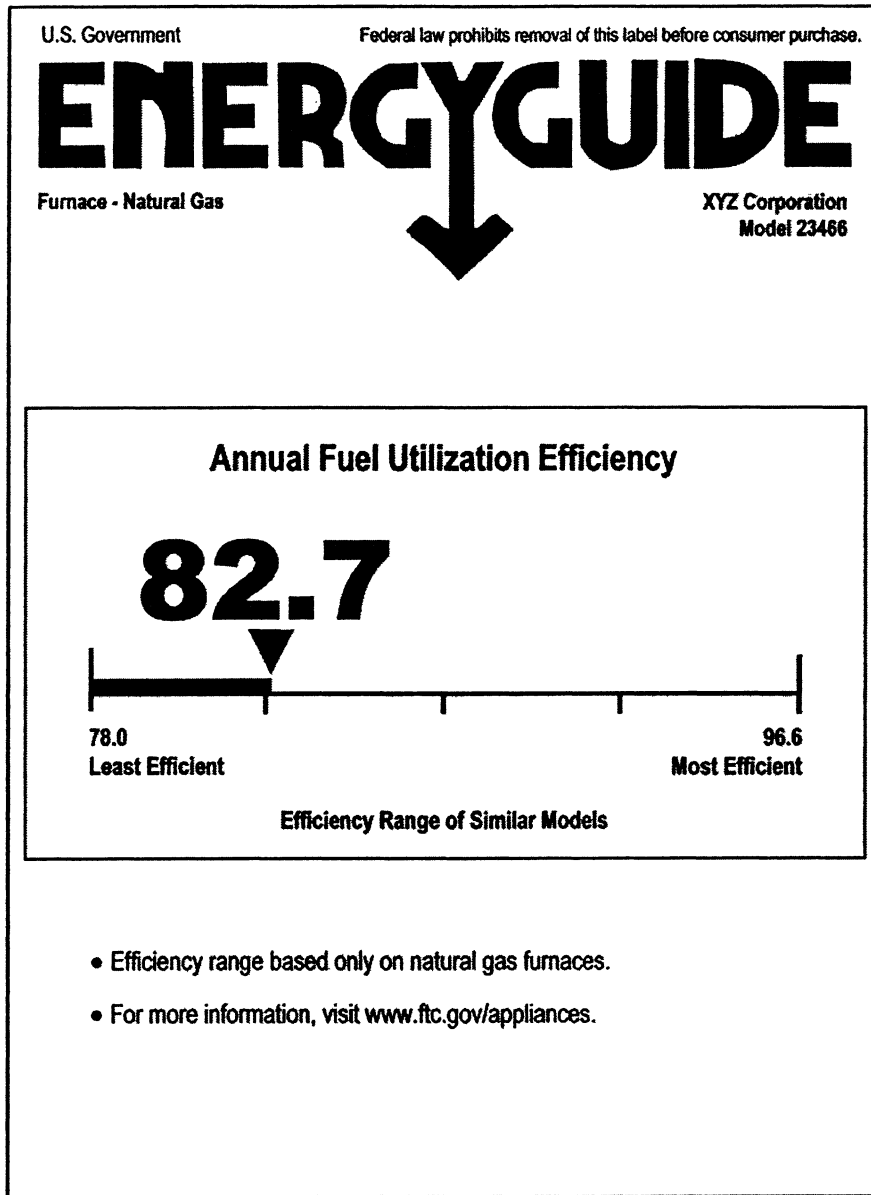 U.S. Government Federal law prohibits removal of this label before consumer purchase.
ENERGYGUIDE
Furnace - Natural Gas
XYZ Corporation
Model 23466
Annual Fuel Utilization Efficiency
82.7
78.0 96.6
Least Efficient Most Efficient
Efficiency Range of Similar Models
• Efficiency range based only on natural gas furnaces.
• For more information, visit www.ftc.gov/appliances.